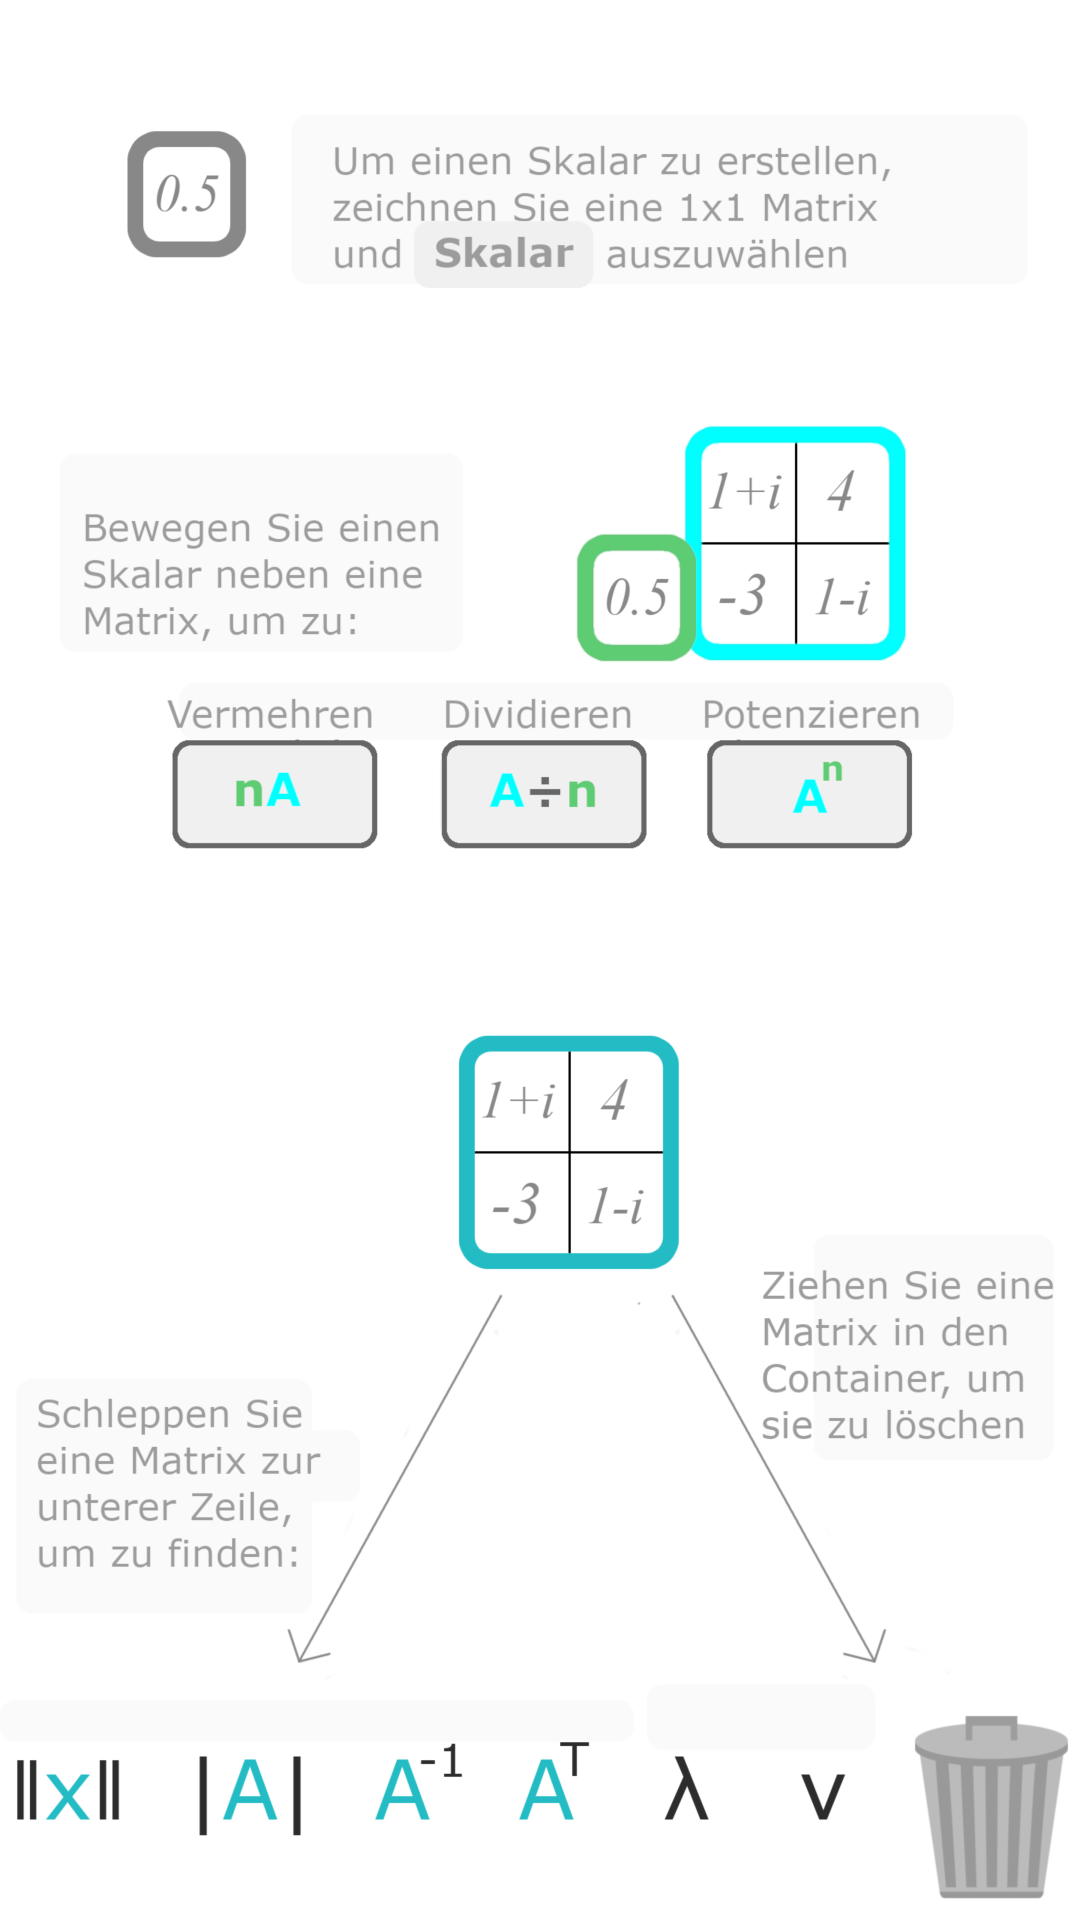 0.5
Um einen Skalar zu erstellen,
zeichnen Sie eine 1x1 Matrix
und Skalar auszuwählen
1+i 4
-3 1-i
0.5
Bewegen Sie einen
Skalar neben eine
Matrix, um zu:
Vermehren Dividieren Potenzieren
nA A÷n Aⁿ
1+i 4
-3 1-i
Ziehen Sie eine
Matrix in den
Container, um
sie zu löschen
Schleppen Sie
eine Matrix zur
unterer Zeile,
um zu finden:
‖x‖ |A| A⁻¹ Aᵀ λ v